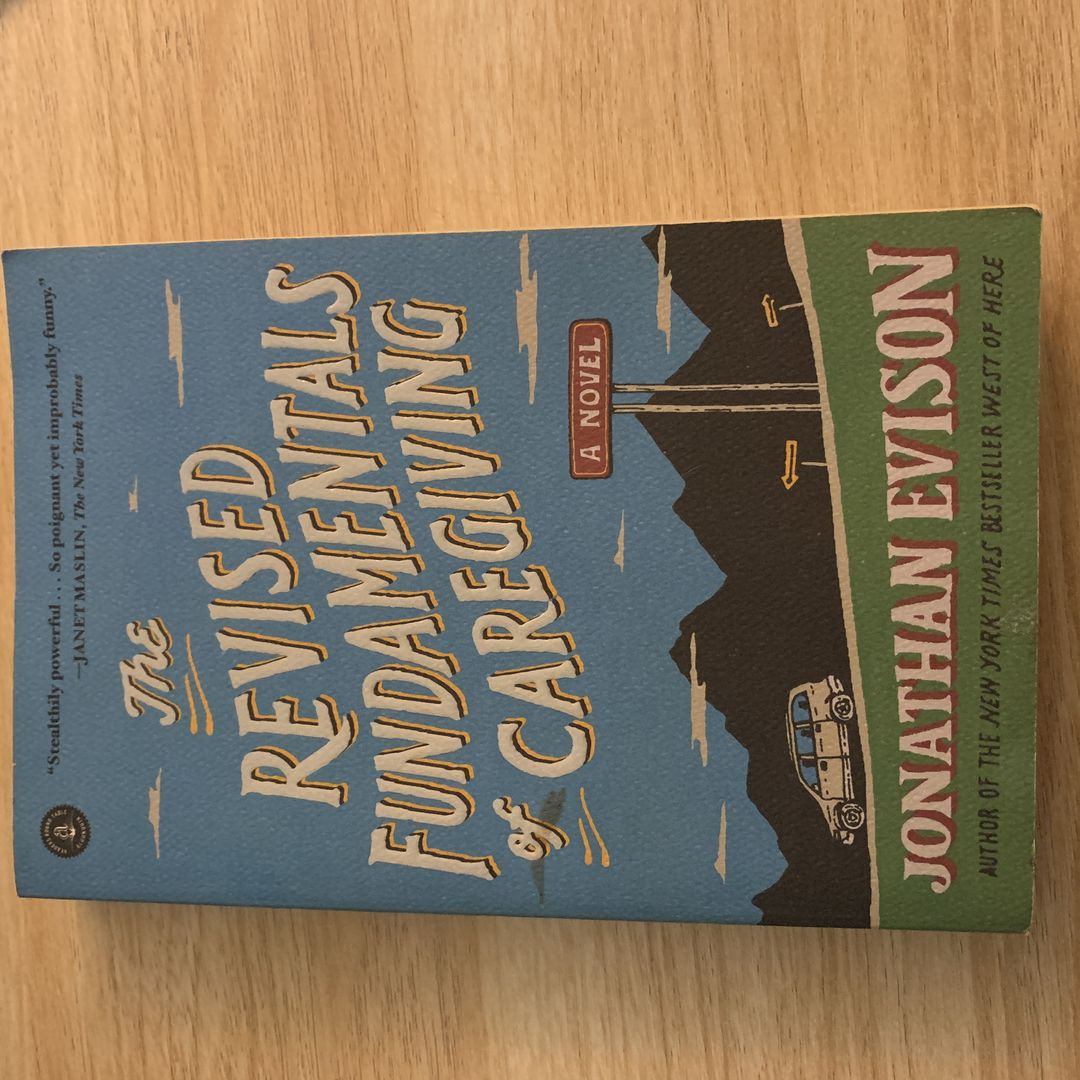 “Stealthily powerful . . . So poignant yet improbably funny.”
—JANET MASLIN, The New York Times
The
REVISED
FUNDAMENTALS
of CAREGIVING
A NOVEL
JONATHAN EVISON
AUTHOR OF THE NEW YORK TIMES BESTSELLER WEST OF HERE